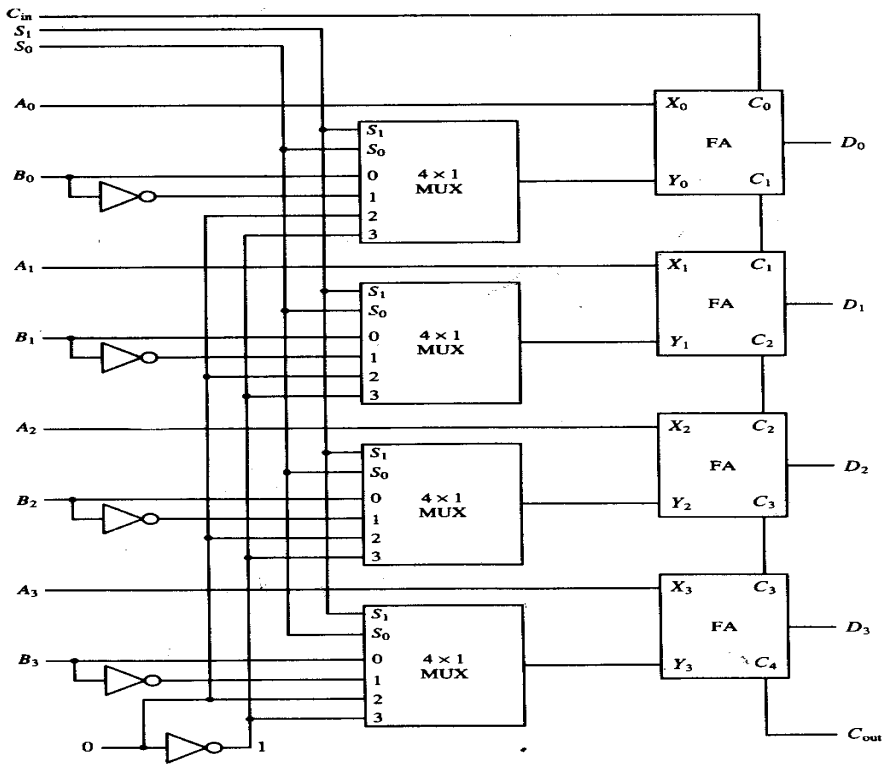 C_in
S_1
S_0
A_0
X_0 C_0
S_1
S_0
FA
D_0
B_0
0
4 × 1
MUX
1
Y_0 C_1
2
3
A_1
X_1 C_1
S_1
S_0
FA
D_1
B_1
0
4 × 1
MUX
1
Y_1 C_2
2
3
A_2
X_2 C_2
S_1
S_0
FA
D_2
B_2
0
4 × 1
MUX
1
Y_2 C_3
2
3
A_3
X_3 C_3
S_1
S_0
FA
D_3
B_3
0
4 × 1
MUX
1
Y_3 C_4
2
3
0 1
C_out